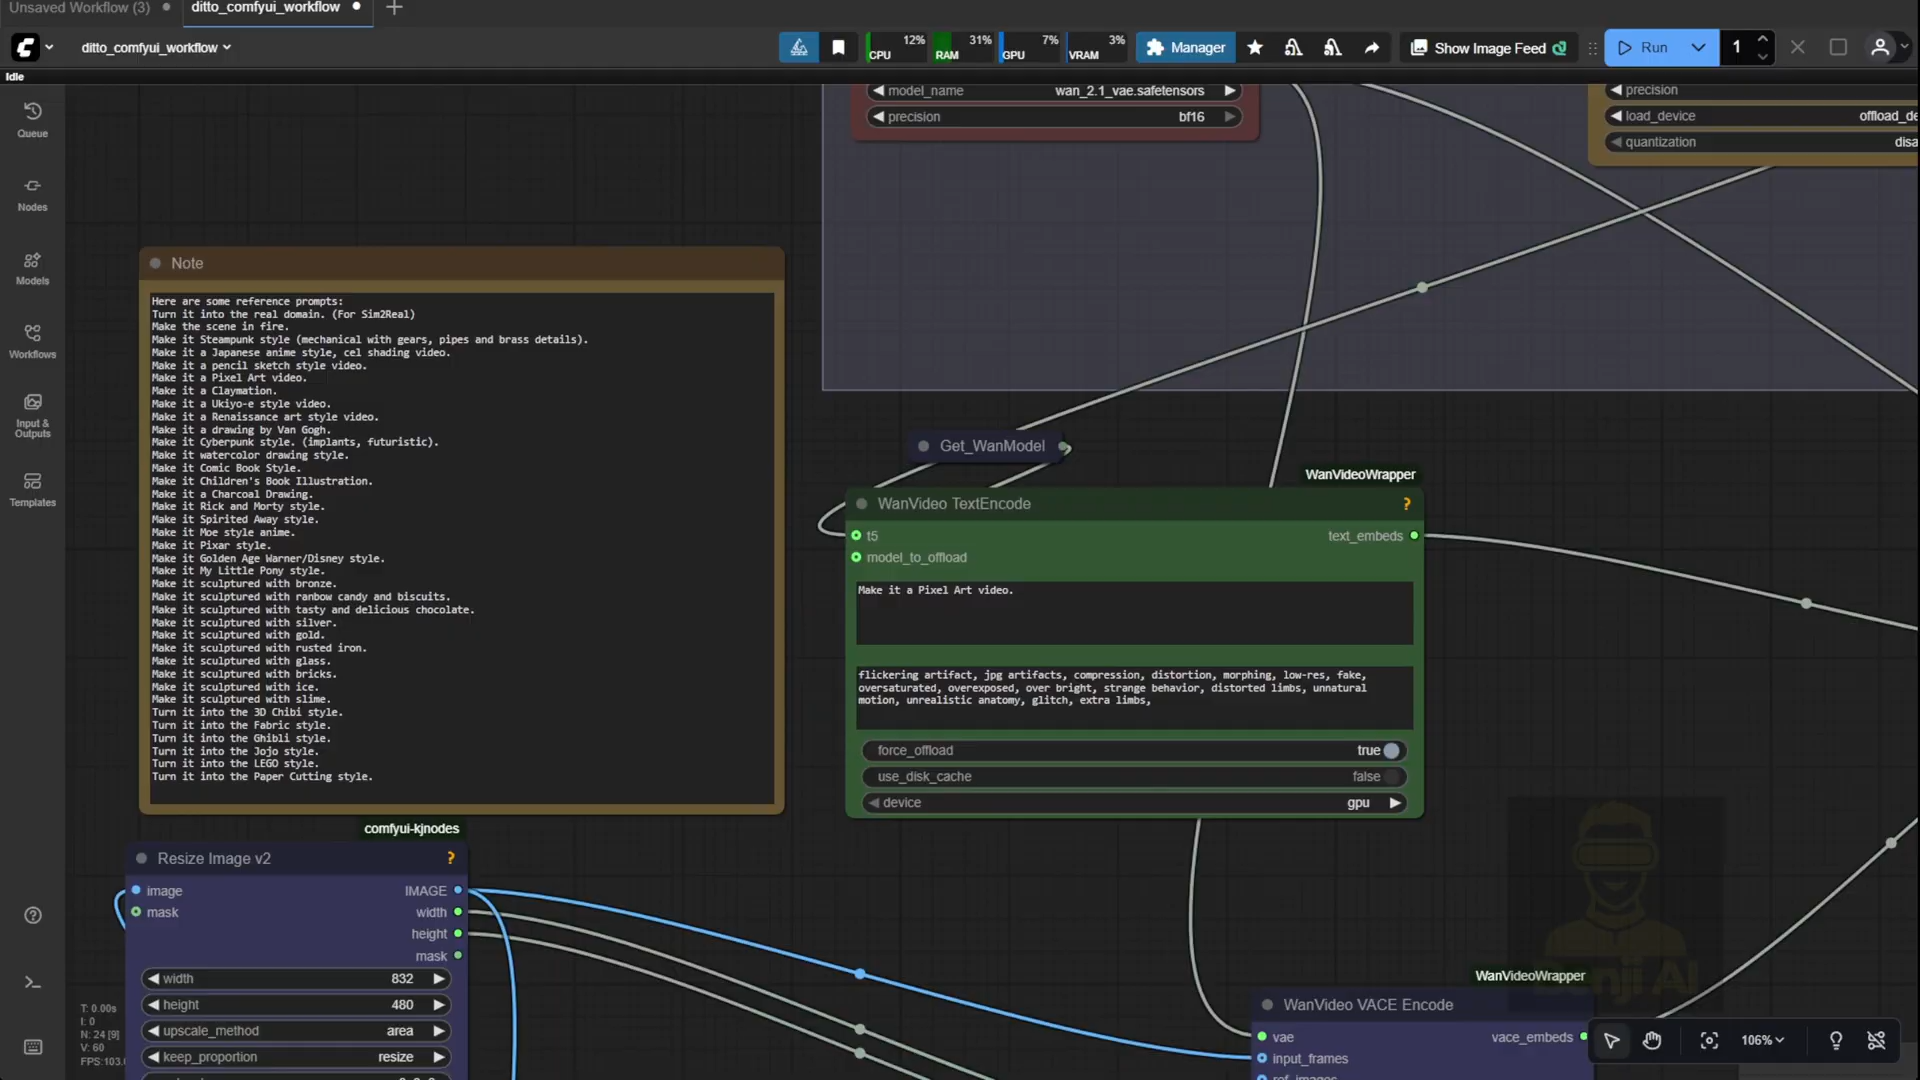 Unsaved Workflow (3)
ditto_comfyui_workflow
ditto_comfyui_workflow
CPU 12%
RAM 31%
GPU 7%
VRAM 3%
Manager
Show Image Feed
Run
1
Idle
Queue
Nodes
Models
Workflows
Input & Outputs
Templates
model_name wan_2.1_vae.safetensors
precision bf16
precision
load_device offload_de
quantization disa
Note
Here are some reference prompts:
Turn it into the real domain. (For Sim2Real)
Make the scene in fire.
Make it Steampunk style (mechanical with gears, pipes and brass details).
Make it a Japanese anime style, cel shading video.
Make it a pencil sketch style video.
Make it a Pixel Art video.
Make it a Claymation.
Make it a Ukiyo-e style video.
Make it a Renaissance art style video.
Make it a drawing by Van Gogh.
Make it Cyberpunk style. (implants, futuristic).
Make it watercolor drawing style.
Make it Comic Book Style.
Make it Children's Book Illustration.
Make it a Charcoal Drawing.
Make it Rick and Morty style.
Make it Spirited Away style.
Make it Moe style anime.
Make it Pixar style.
Make it Golden Age Warner/Disney style.
Make it My Little Pony style.
Make it sculptured with bronze.
Make it sculptured with ranbow candy and biscuits.
Make it sculptured with tasty and delicious chocolate.
Make it sculptured with silver.
Make it sculptured with gold.
Make it sculptured with rusted iron.
Make it sculptured with glass.
Make it sculptured with bricks.
Make it sculptured with ice.
Make it sculptured with slime.
Turn it into the 3D Chibi style.
Turn it into the Fabric style.
Turn it into the Ghibli style.
Turn it into the Jojo style.
Turn it into the LEGO style.
Turn it into the Paper Cutting style.
Get_WanModel
WanVideoWrapper
WanVideo TextEncode ?
t5 text_embeds
model_to_offload
Make it a Pixel Art video.
flickering artifact, jpg artifacts, compression, distortion, morphing, low-res, fake,
oversaturated, overexposed, over bright, strange behavior, distorted limbs, unnatural
motion, unrealistic anatomy, glitch, extra limbs,
force_offload true
use_disk_cache false
device gpu
comfyui-kjnodes
Resize Image v2 ?
image IMAGE
mask width
height
mask
width 832
height 480
upscale_method area
keep_proportion resize
T: 0.00s
I: 0
N: 24 [9]
V: 60
FPS:103.
Benji AI
WanVideoWrapper
WanVideo VACE Encode
vae vace_embeds
input_frames
ref_images
106%